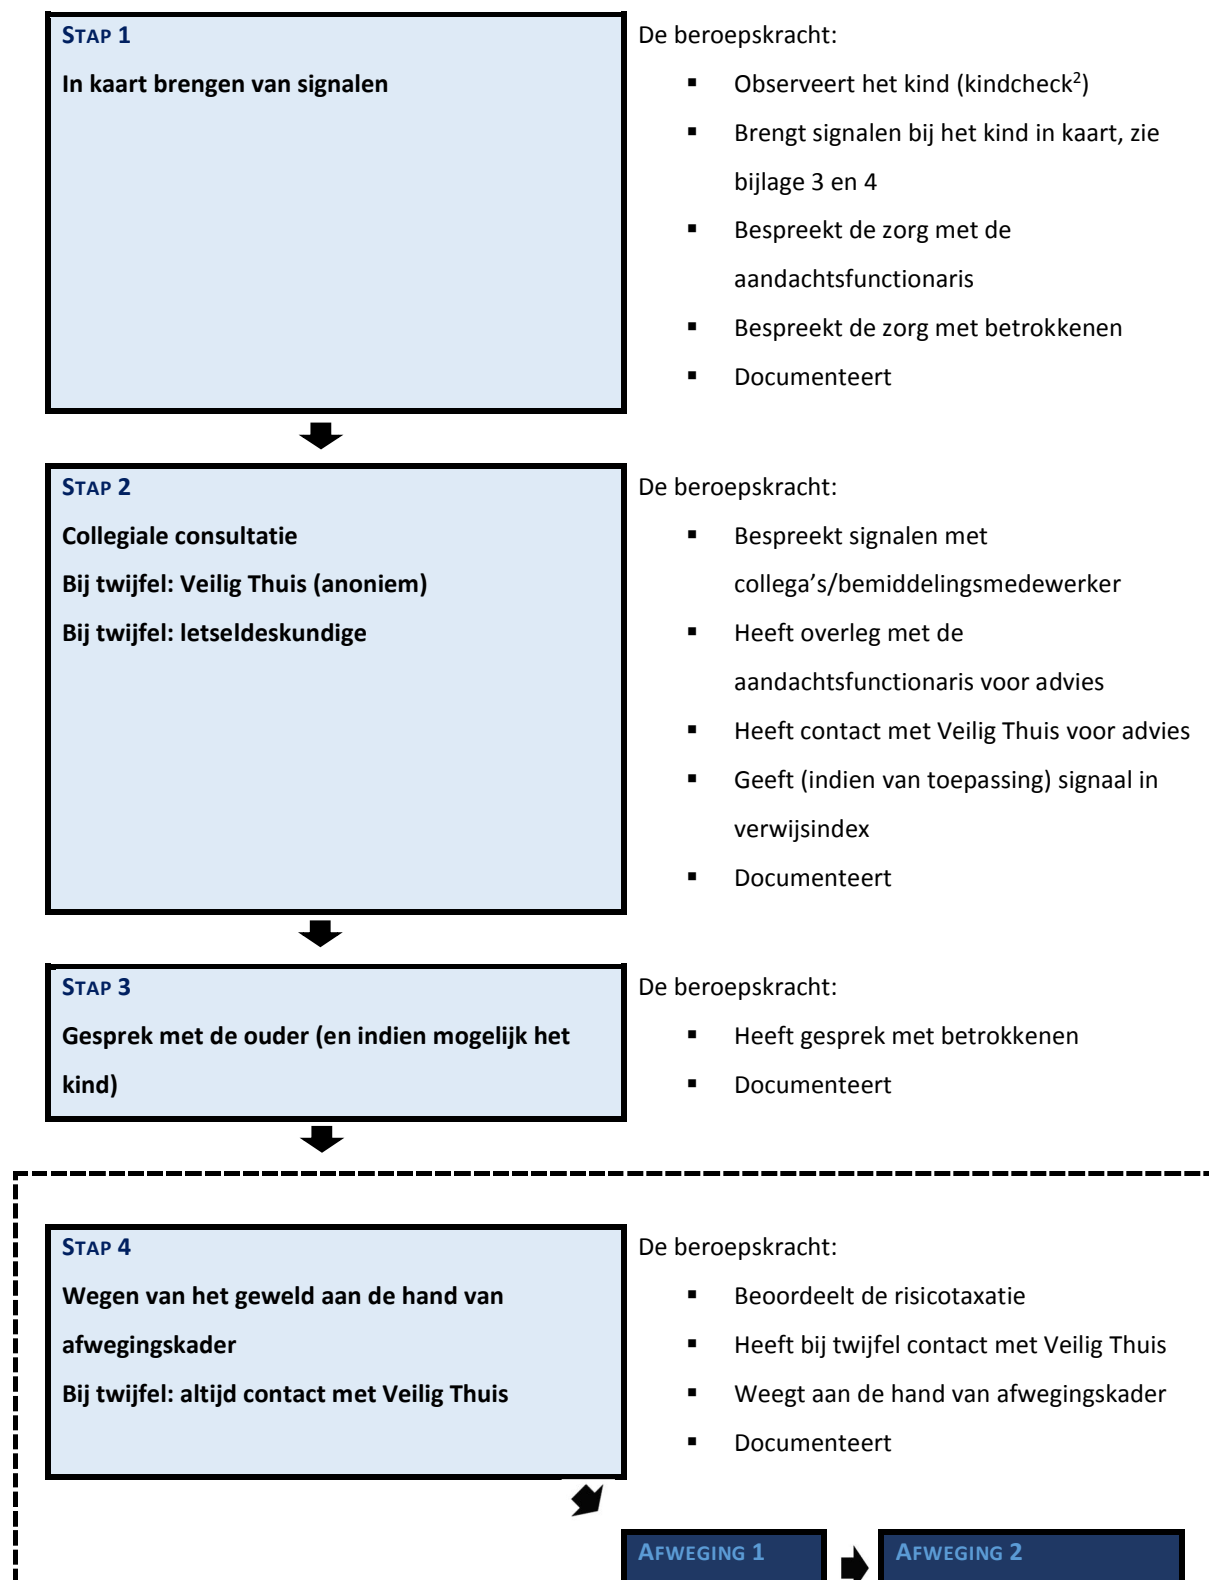 STAP 1
In kaart brengen van signalen
De beroepskracht:
▪ Observeert het kind (kindcheck²)
▪ Brengt signalen bij het kind in kaart, zie
bijlage 3 en 4
▪ Bespreekt de zorg met de
aandachtsfunctionaris
▪ Bespreekt de zorg met betrokkenen
▪ Documenteert
STAP 2
Collegiale consultatie
Bij twijfel: Veilig Thuis (anoniem)
Bij twijfel: letseldeskundige
De beroepskracht:
▪ Bespreekt signalen met
collega’s/bemiddelingsmedewerker
▪ Heeft overleg met de
aandachtsfunctionaris voor advies
▪ Heeft contact met Veilig Thuis voor advies
▪ Geeft (indien van toepassing) signaal in
verwijsindex
▪ Documenteert
STAP 3
Gesprek met de ouder (en indien mogelijk het
kind)
De beroepskracht:
▪ Heeft gesprek met betrokkenen
▪ Documenteert
STAP 4
Wegen van het geweld aan de hand van
afwegingskader
Bij twijfel: altijd contact met Veilig Thuis
De beroepskracht:
▪ Beoordeelt de risicotaxatie
▪ Heeft bij twijfel contact met Veilig Thuis
▪ Weegt aan de hand van afwegingskader
▪ Documenteert
AFWEGING 1
AFWEGING 2